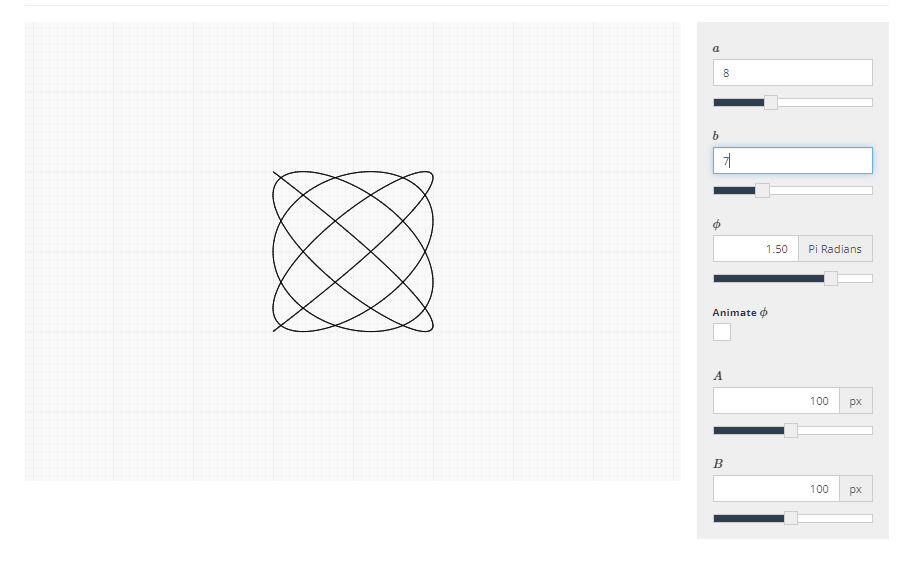 a
8
b
7
ϕ
1.50 Pi Radians
Animate ϕ
A
100 px
B
100 px